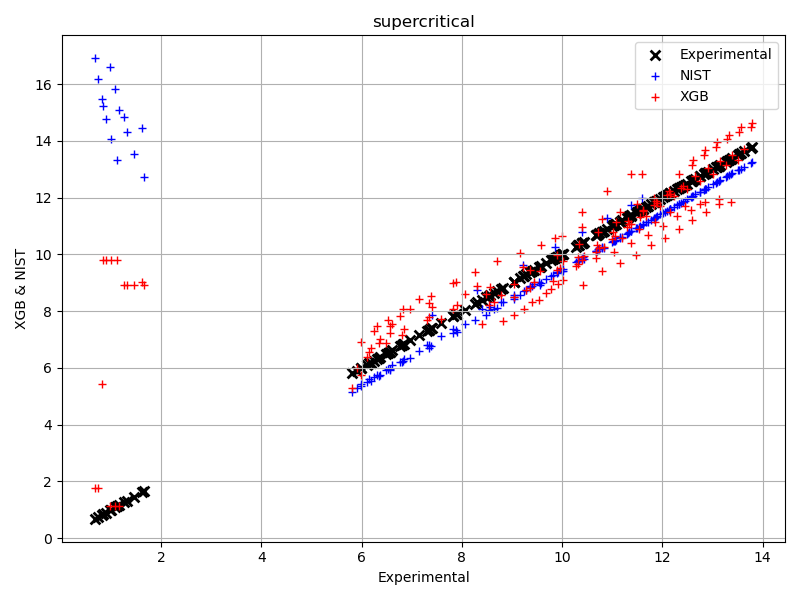 supercritical
Experimental
NIST
XGB
XGB & NIST
16
14
12
10
8
6
4
2
0
2 4 6 8 10 12 14
Experimental